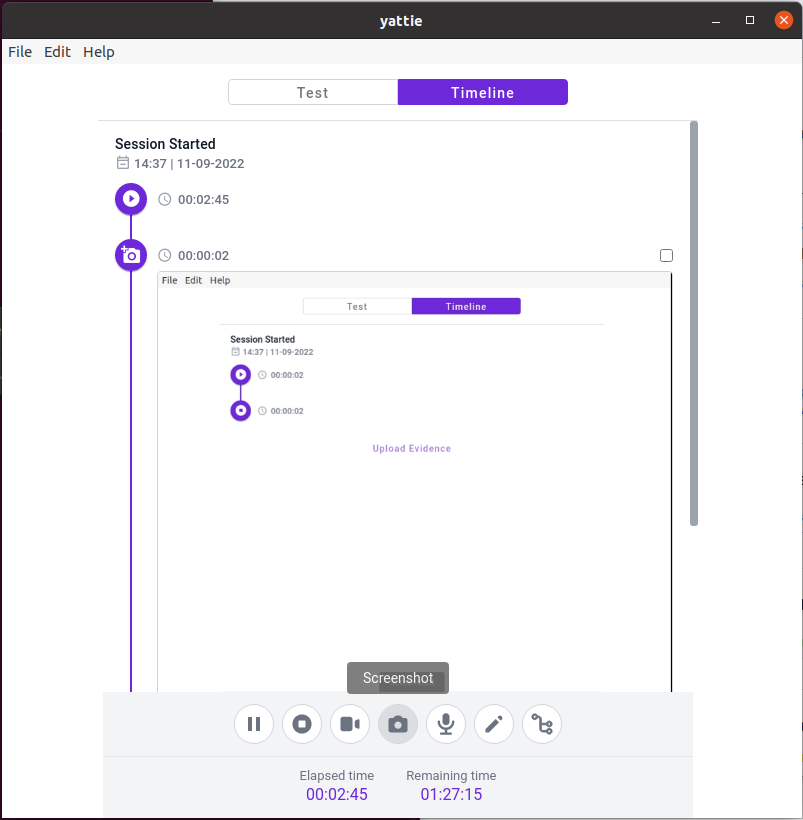 yattie
File Edit Help
Test Timeline
Session Started
14:37 | 11-09-2022
00:02:45
00:00:02
File Edit Help
Test Timeline
Session Started
14:37 | 11-09-2022
00:00:02
00:00:02
Upload Evidence
Screenshot
Elapsed time Remaining time
00:02:45 01:27:15